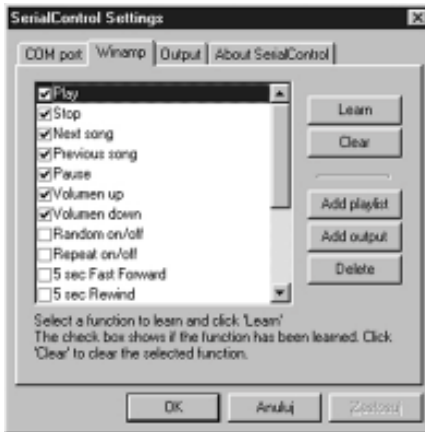 SerialControl Settings
COM port Winamp Output About SerialControl
Play
Stop
Next song
Previous song
Pause
Volumen up
Volumen down
Random on/off
Repeat on/off
5 sec Fast Forward
5 sec Rewind
Learn
Clear
Add playlist
Add output
Delete
Select a function to learn and click 'Learn'
The check box shows if the function has been learned. Click
'Clear' to clear the selected function.
OK Anuluj Zastosuj